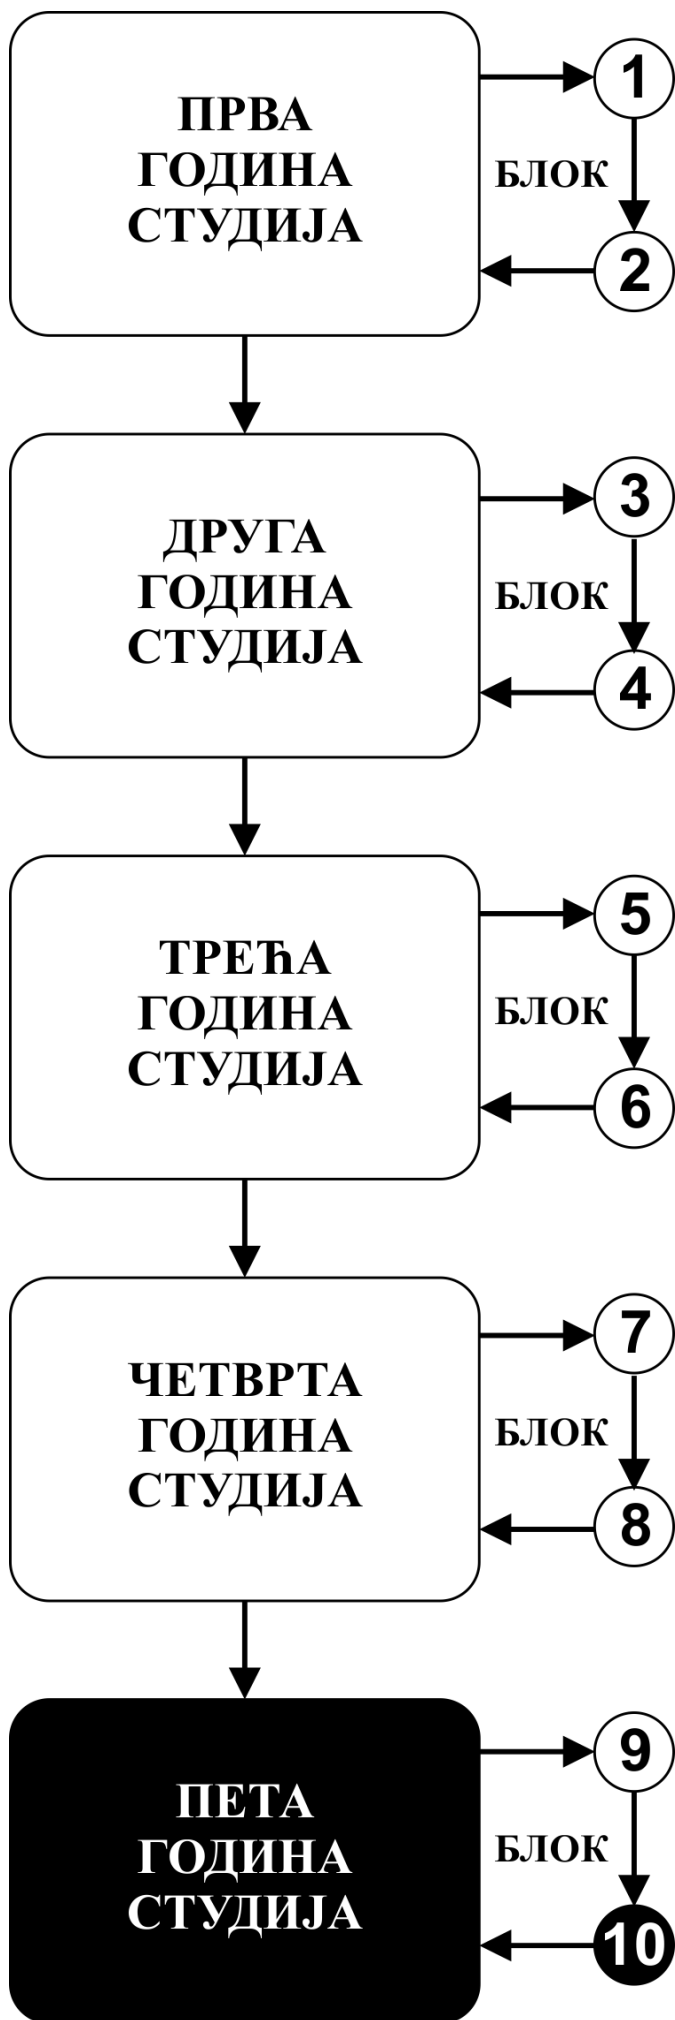 ПРВА
ГОДИНА
СТУДИЈА
1
БЛОК
2
ДРУГА
ГОДИНА
СТУДИЈА
3
БЛОК
4
ТРЕЋА
ГОДИНА
СТУДИЈА
5
БЛОК
6
ЧЕТВРТА
ГОДИНА
СТУДИЈА
7
БЛОК
8
ПЕТА
ГОДИНА
СТУДИЈА
9
БЛОК
10